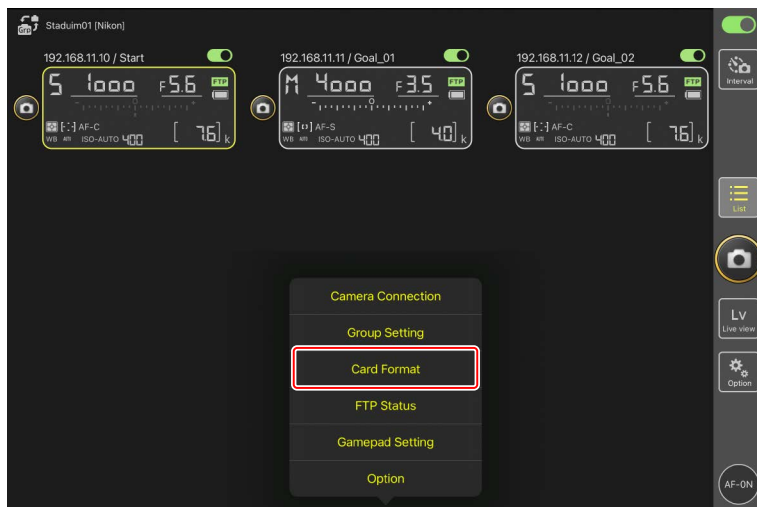 Grp Staduim01 [Nikon]
192.168.11.10 / Start
S 1000 F5.6 FTP
AF-C
WB ISO-AUTO 400 [ 7.6] k
192.168.11.11 / Goal_01
M 4000 F3.5 FTP
AF-S
WB ISO-AUTO 400 [ 4.0] k
192.168.11.12 / Goal_02
S 1000 F5.6 FTP
AF-C
WB ISO-AUTO 400 [ 7.6] k
Interval
List
LV
Live view
Option
AF-ON
Camera Connection
Group Setting
Card Format
FTP Status
Gamepad Setting
Option